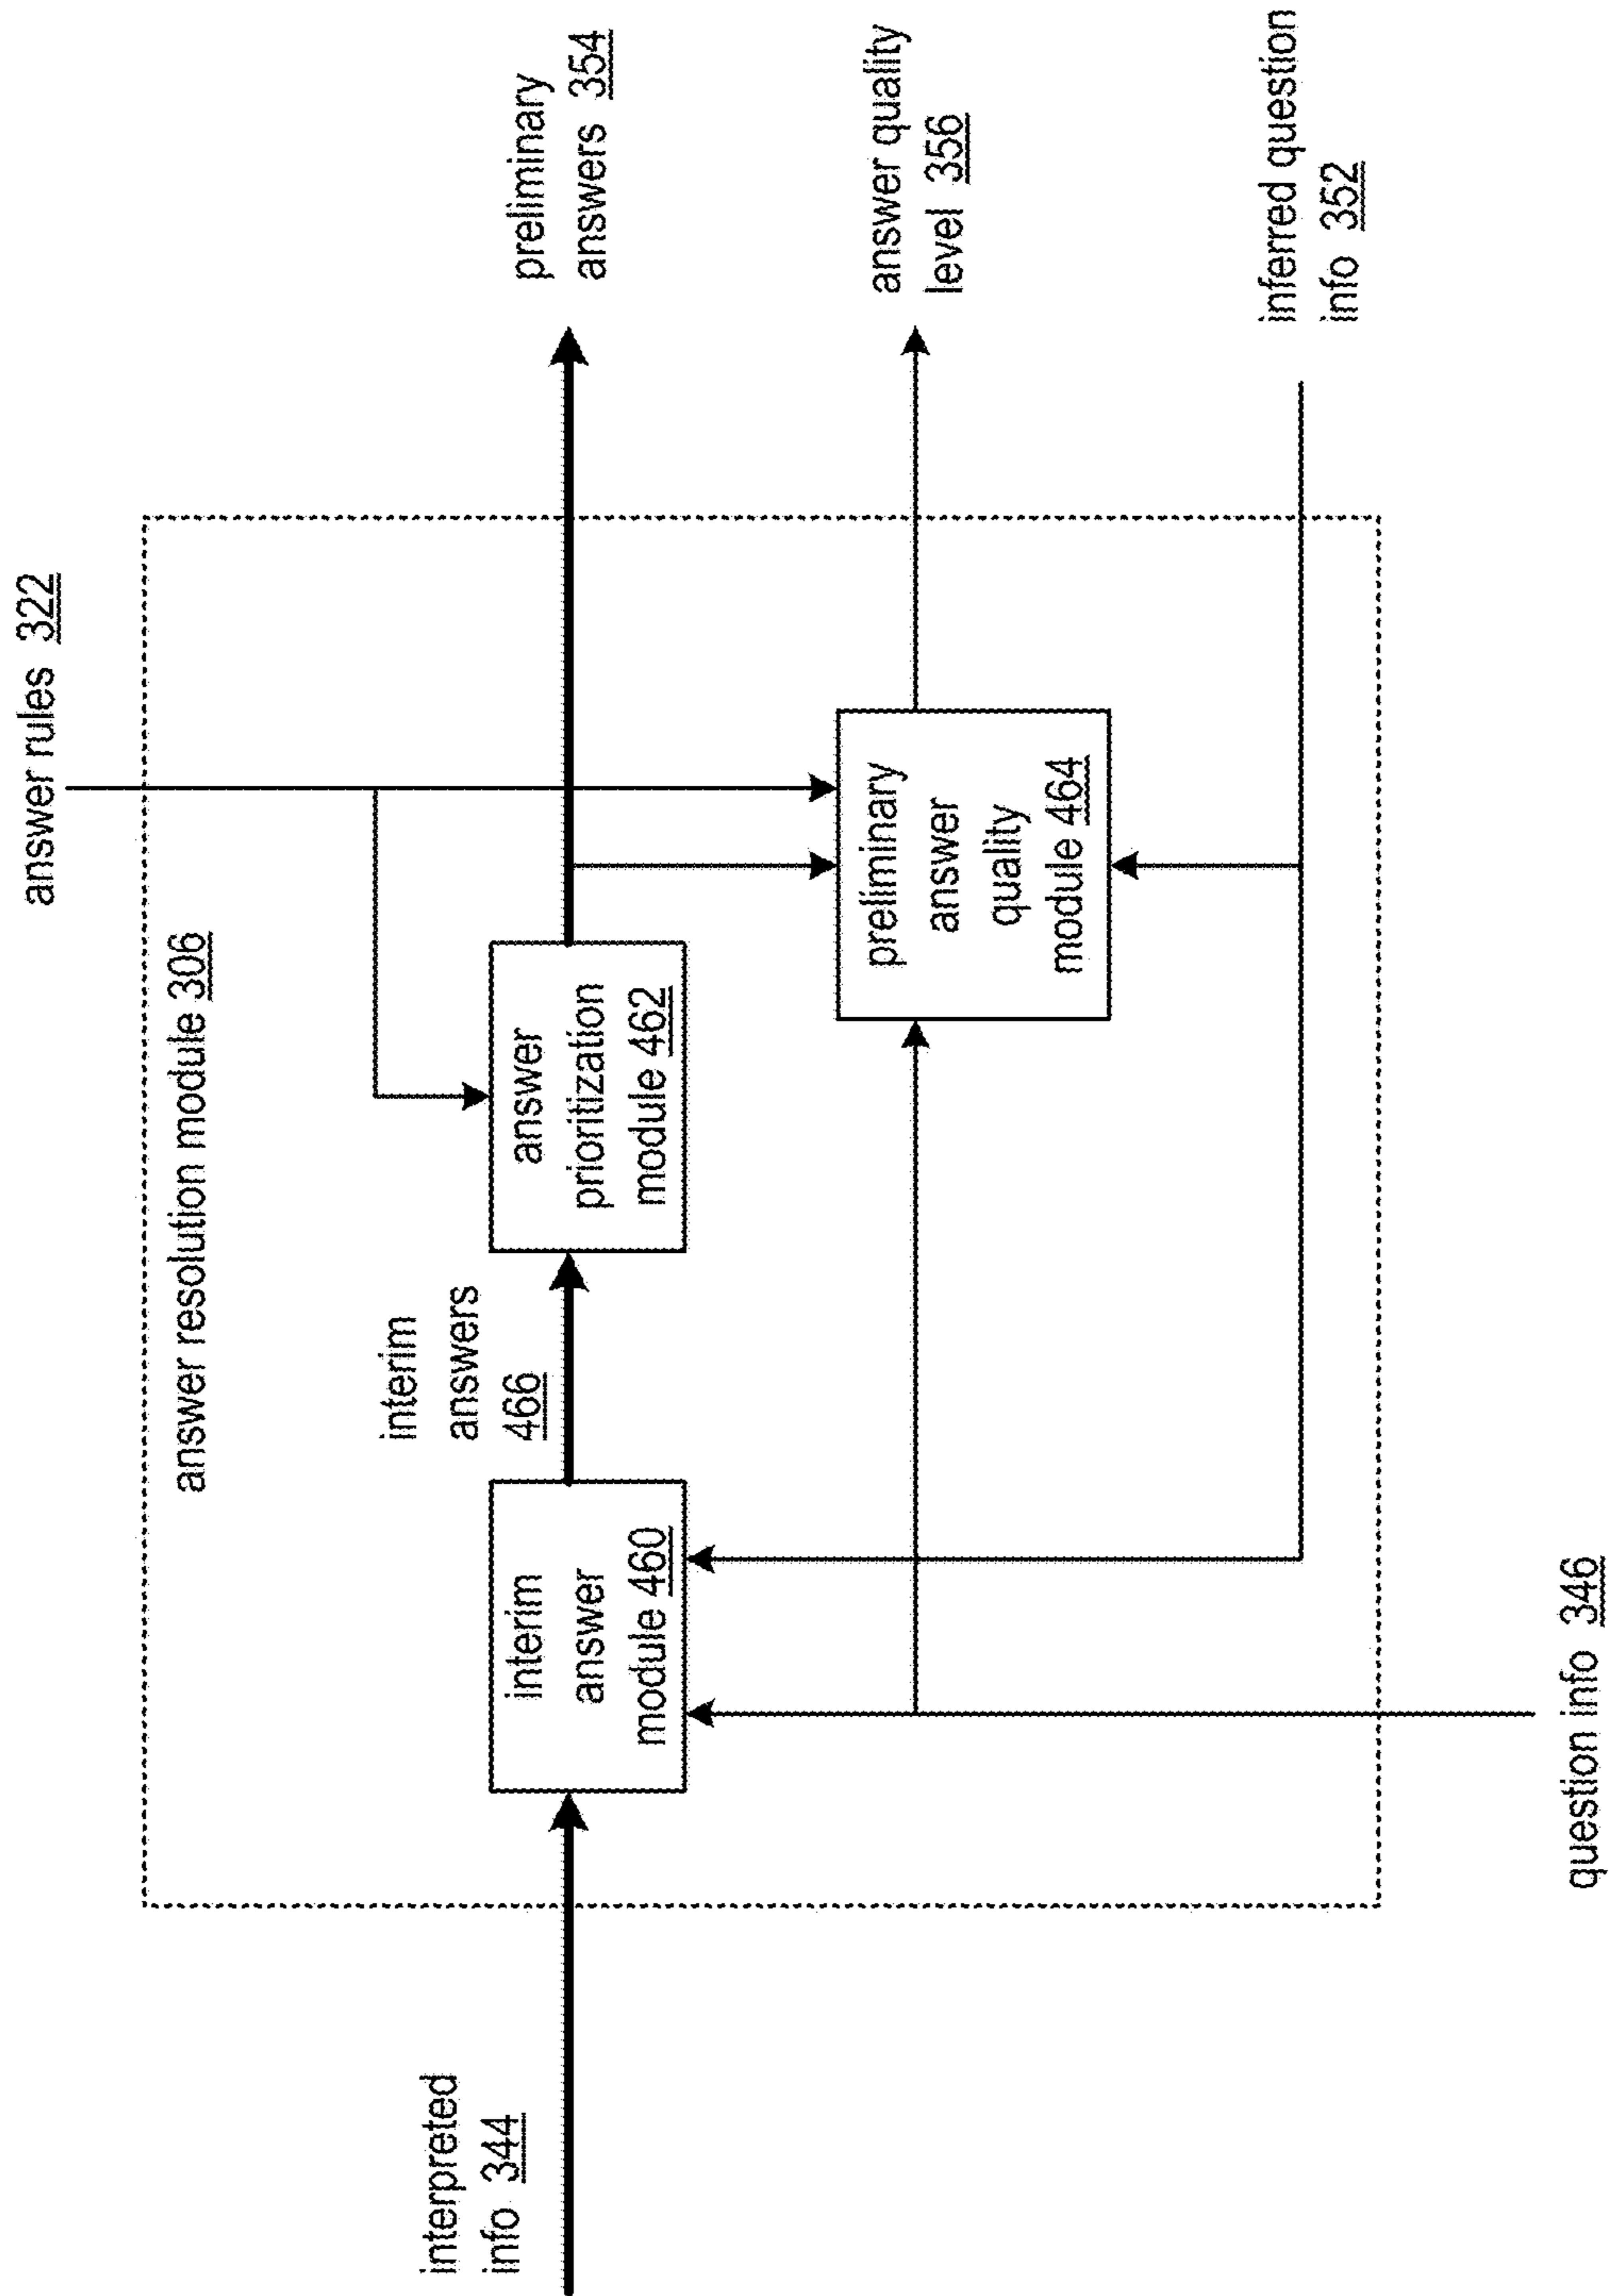 answer rules 322
answer resolution module 306
interpreted
info 344
interim
answer
module 460
interim
answers
466
answer
prioritization
module 462
preliminary
answers 354
preliminary
answer
quality
module 464
answer quality
level 356
inferred question
info 352
question info 346